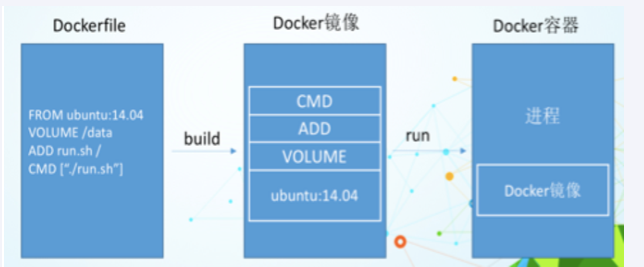 Dockerfile
FROM ubuntu:14.04
VOLUME /data
ADD run.sh /
CMD ["./run.sh"]
build
Docker镜像
CMD
ADD
VOLUME
ubuntu:14.04
run
Docker容器
进程
Docker镜像